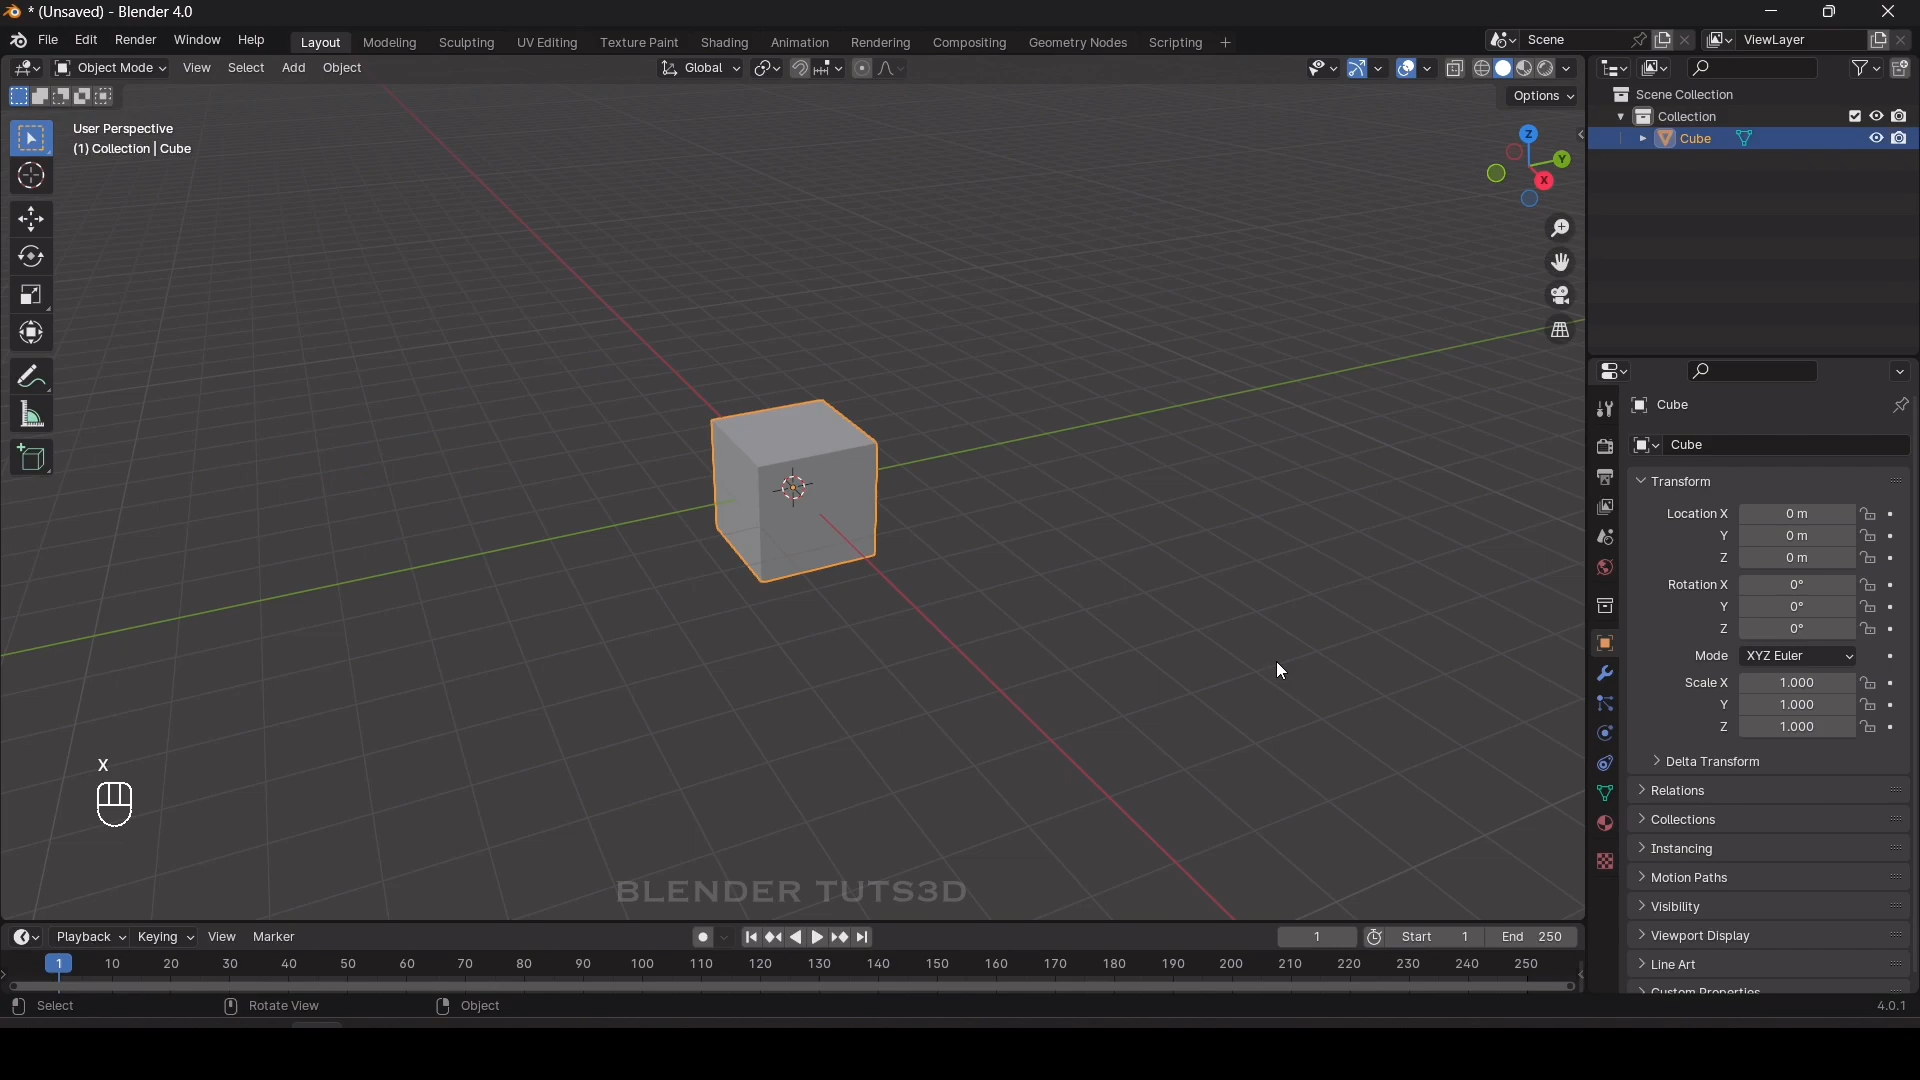 * (Unsaved) - Blender 4.0
File Edit Render Window Help Layout Modeling Sculpting UV Editing Texture Paint Shading Animation Rendering Compositing Geometry Nodes Scripting + Scene ViewLayer
Object Mode View Select Add Object Global
Options
User Perspective
(1) Collection | Cube
Z
Y
X
Scene Collection
Collection
Cube
Cube
Cube
Transform
Location X 0 m
Y 0 m
Z 0 m
Rotation X 0°
Y 0°
Z 0°
Mode XYZ Euler
Scale X 1.000
Y 1.000
Z 1.000
Delta Transform
Relations
Collections
Instancing
Motion Paths
Visibility
Viewport Display
Line Art
Custom Properties
X
BLENDER TUTS3D
Playback Keying View Marker 1 Start 1 End 250
1 10 20 30 40 50 60 70 80 90 100 110 120 130 140 150 160 170 180 190 200 210 220 230 240 250
Select Rotate View Object 4.0.1